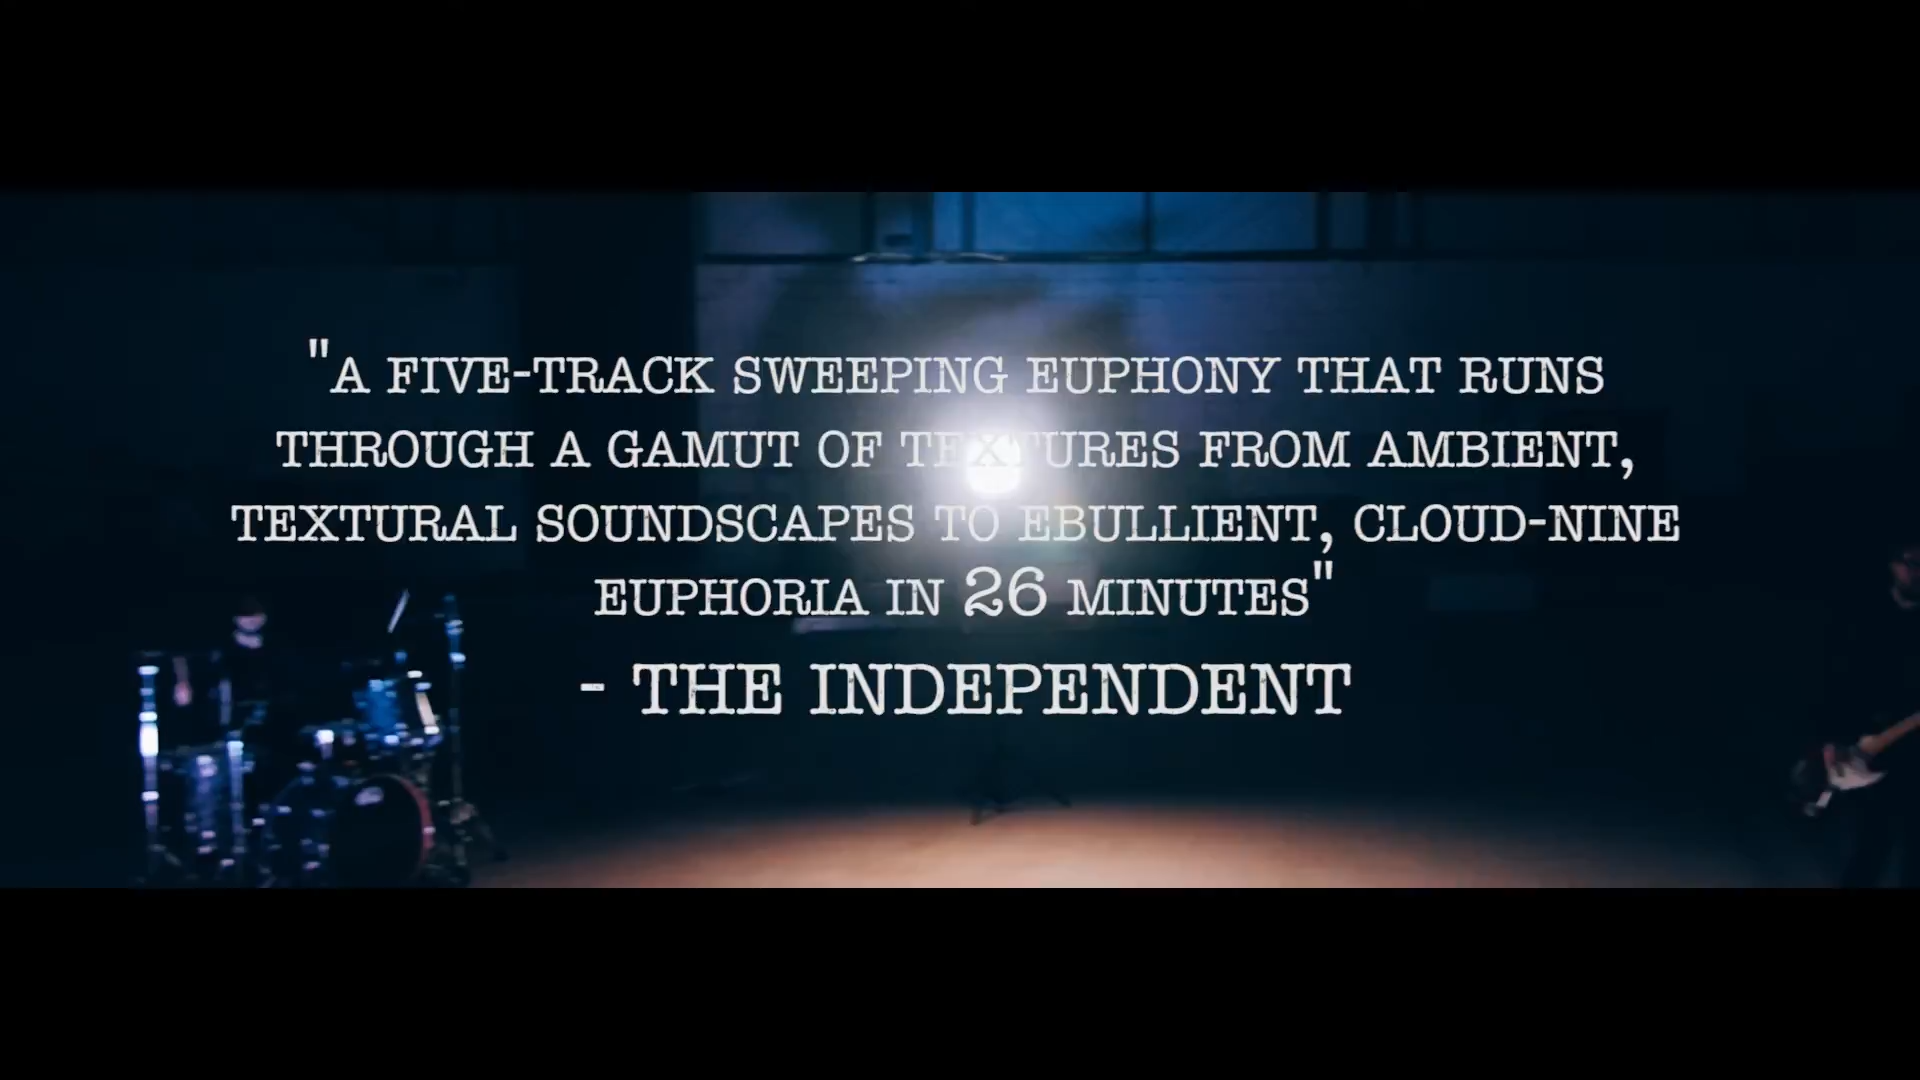 "A FIVE-TRACK SWEEPING EUPHONY THAT RUNS
THROUGH A GAMUT OF TEXTURES FROM AMBIENT,
TEXTURAL SOUNDSCAPES TO EBULLIENT, CLOUD-NINE
EUPHORIA IN 26 MINUTES"
- THE INDEPENDENT